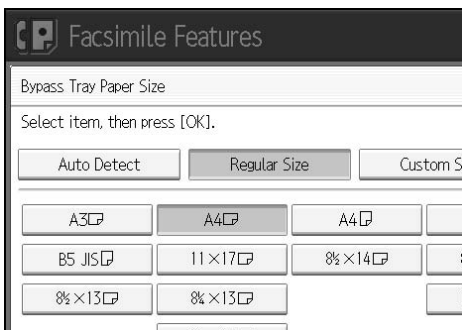 Facsimile Features
Bypass Tray Paper Size
Select item, then press [OK].
Auto Detect Regular Size Custom S
A3 A4 A4
B5 JIS 11×17 8½×14
8½×13 8¼×13